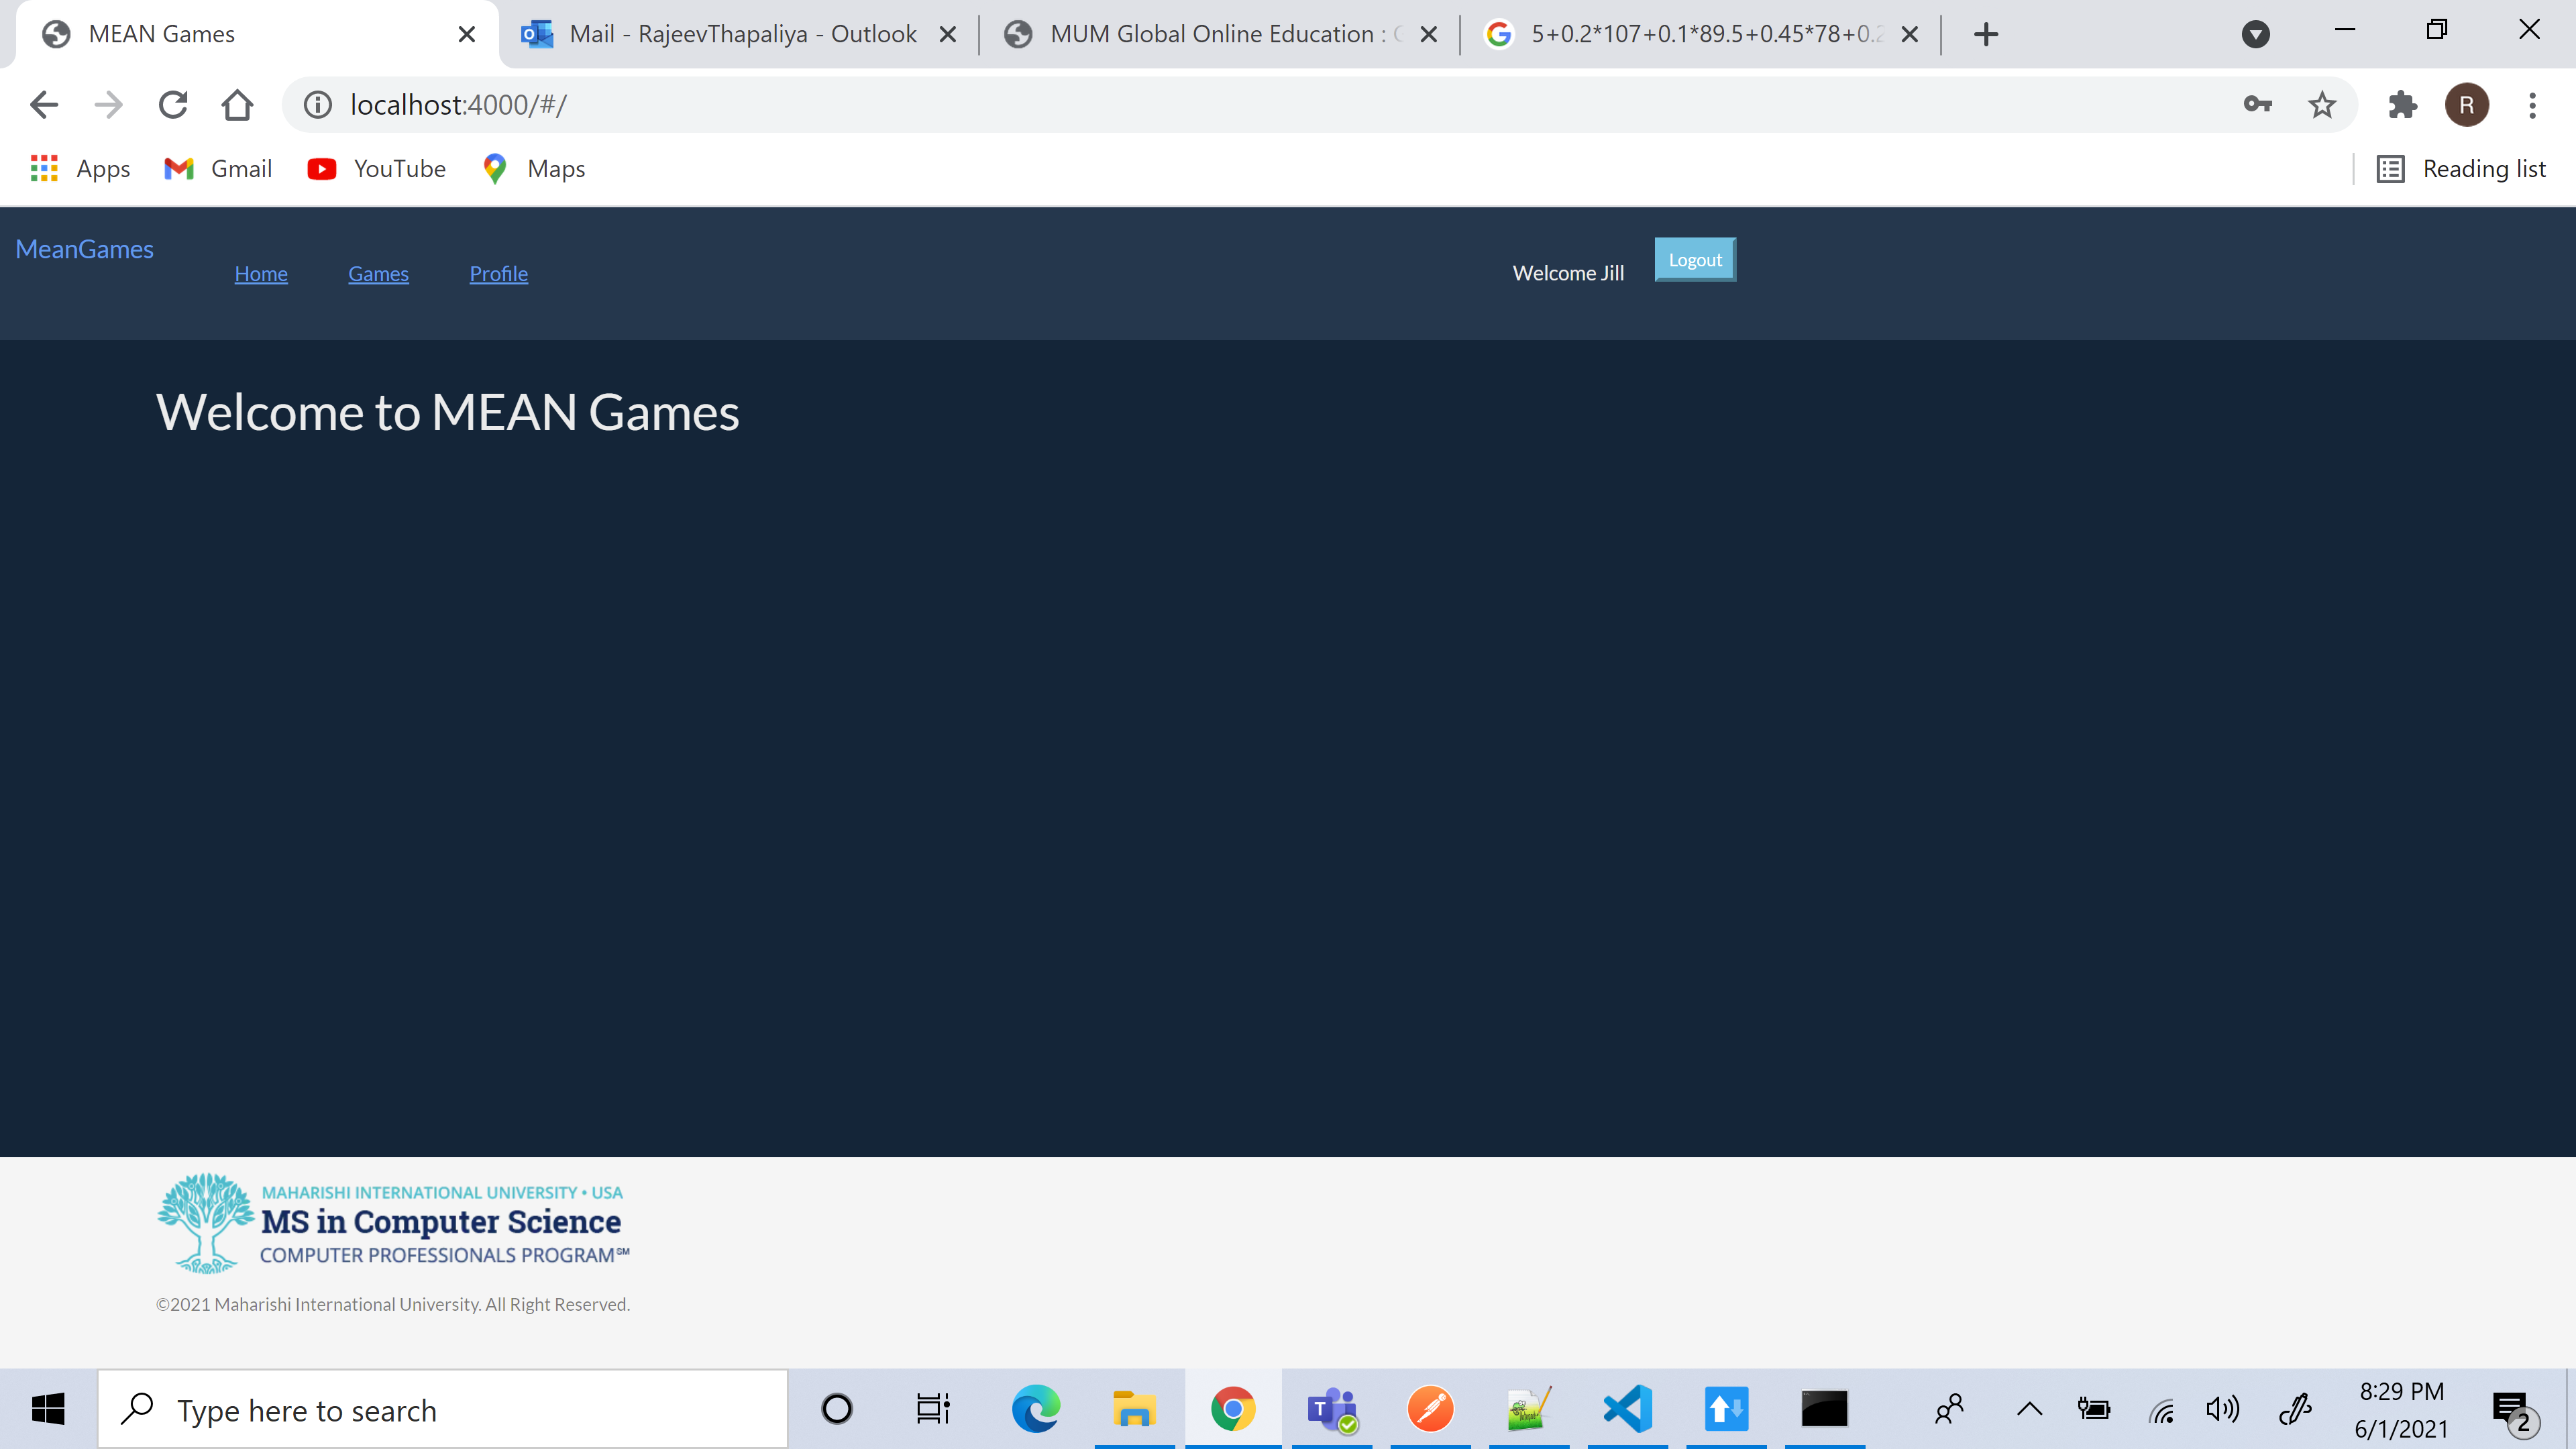 MEAN Games
Mail - RajeevThapaliya - Outlook
MUM Global Online Education :
5+0.2*107+0.1*89.5+0.45*78+0.2
localhost:4000/#/
R
Apps
Gmail
YouTube
Maps
Reading list
MeanGames
Home
Games
Profile
Welcome Jill
Logout
Welcome to MEAN Games
MAHARISHI INTERNATIONAL UNIVERSITY • USA
MS in Computer Science
COMPUTER PROFESSIONALS PROGRAM℠
©2021 Maharishi International University. All Right Reserved.
Type here to search
8:29 PM
6/1/2021
2